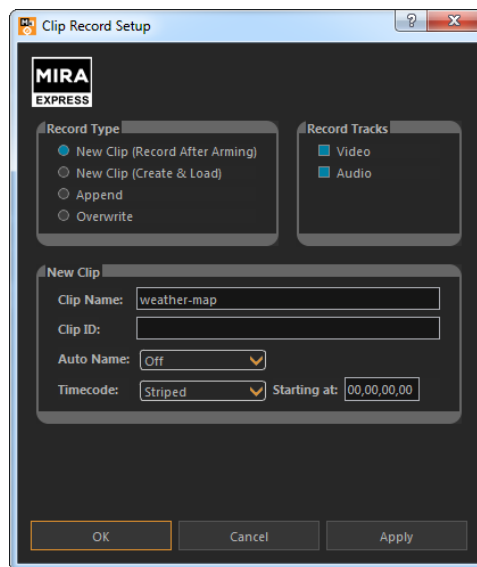 Clip Record Setup
?
MIRA
EXPRESS
Record Type
New Clip (Record After Arming)
New Clip (Create & Load)
Append
Overwrite
Record Tracks
Video
Audio
New Clip
Clip Name: weather-map
Clip ID:
Auto Name: Off
Timecode: Striped Starting at: 00,00,00,00
OK Cancel Apply